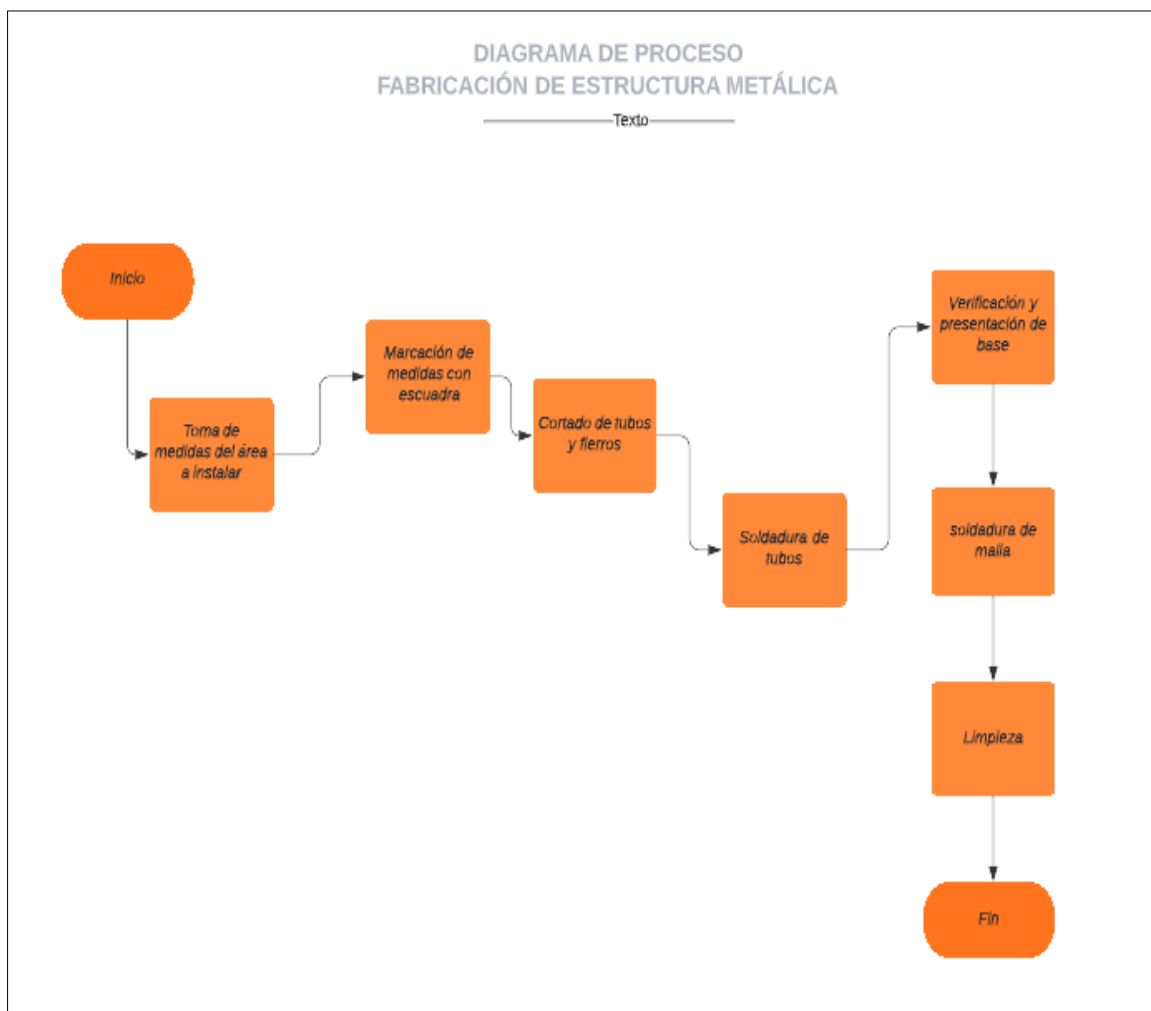 DIAGRAMA DE PROCESO
FABRICACIÓN DE ESTRUCTURA METÁLICA
Texto
Inicio
Toma de
medidas del área
a instalar
Marcación de
medidas con
escuadra
Cortado de tubos
y fierros
Soldadura de
tubos
Verificación y
presentación de
base
soldadura de
malla
Limpieza
Fin